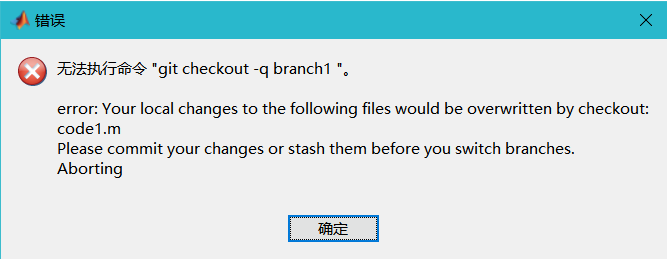 错误
无法执行命令 "git checkout -q branch1 "。
error: Your local changes to the following files would be overwritten by checkout:
code1.m
Please commit your changes or stash them before you switch branches.
Aborting
确定